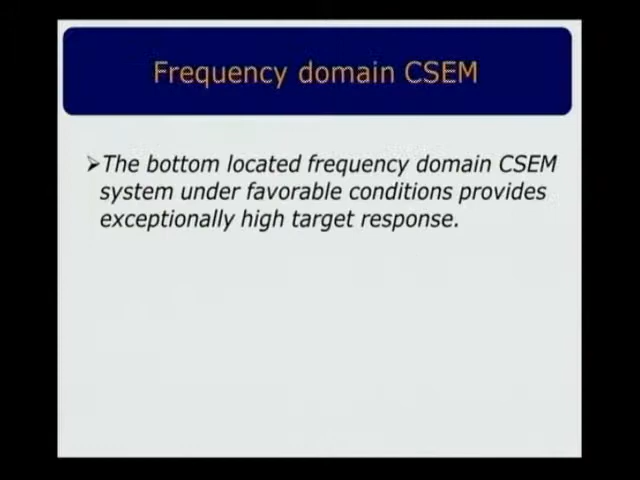 Frequency domain CSEM
➢The bottom located frequency domain CSEM
system under favorable conditions provides
exceptionally high target response.